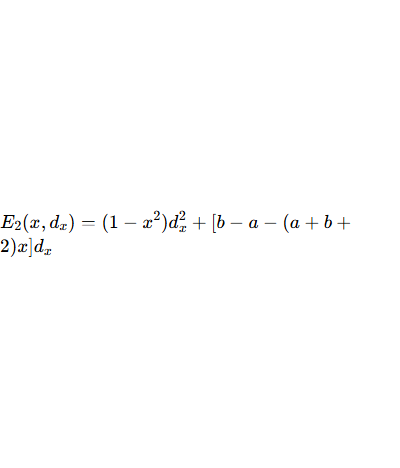 E₂(x, dₓ) = (1 − x²)dₓ² + [b − a − (a + b +
2)x]dₓ